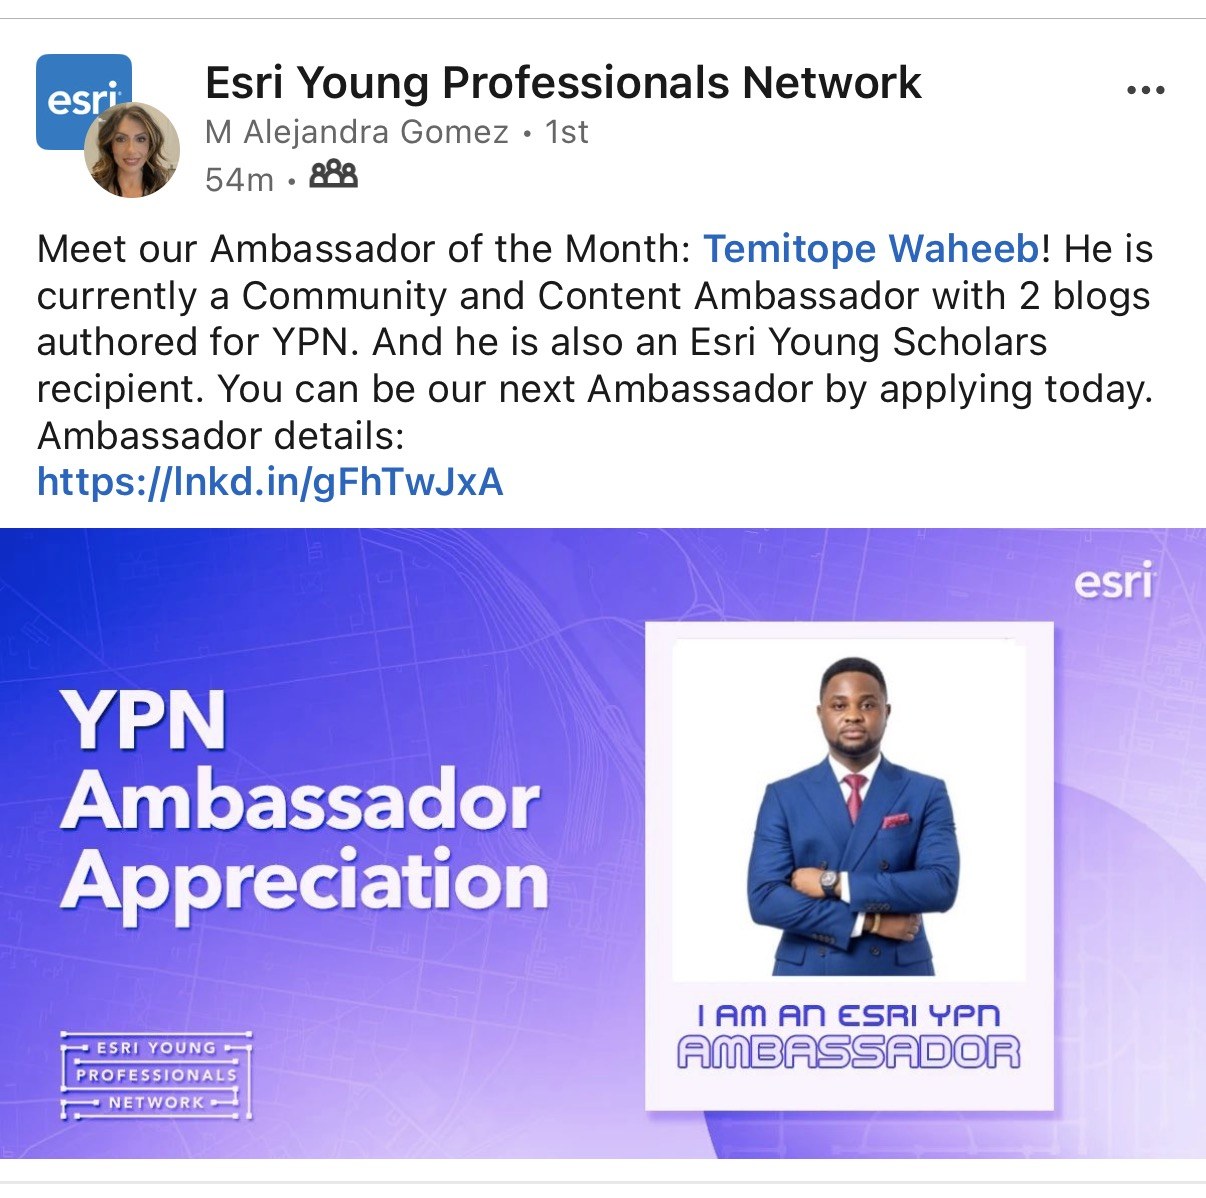 esri
Esri Young Professionals Network
M Alejandra Gomez • 1st
54m •
Meet our Ambassador of the Month: Temitope Waheeb! He is
currently a Community and Content Ambassador with 2 blogs
authored for YPN. And he is also an Esri Young Scholars
recipient. You can be our next Ambassador by applying today.
Ambassador details:
https://lnkd.in/gFhTwJxA
esri
YPN
Ambassador
Appreciation
I AM AN ESRI YPN
AMBASSADOR
ESRI YOUNG
PROFESSIONALS
NETWORK